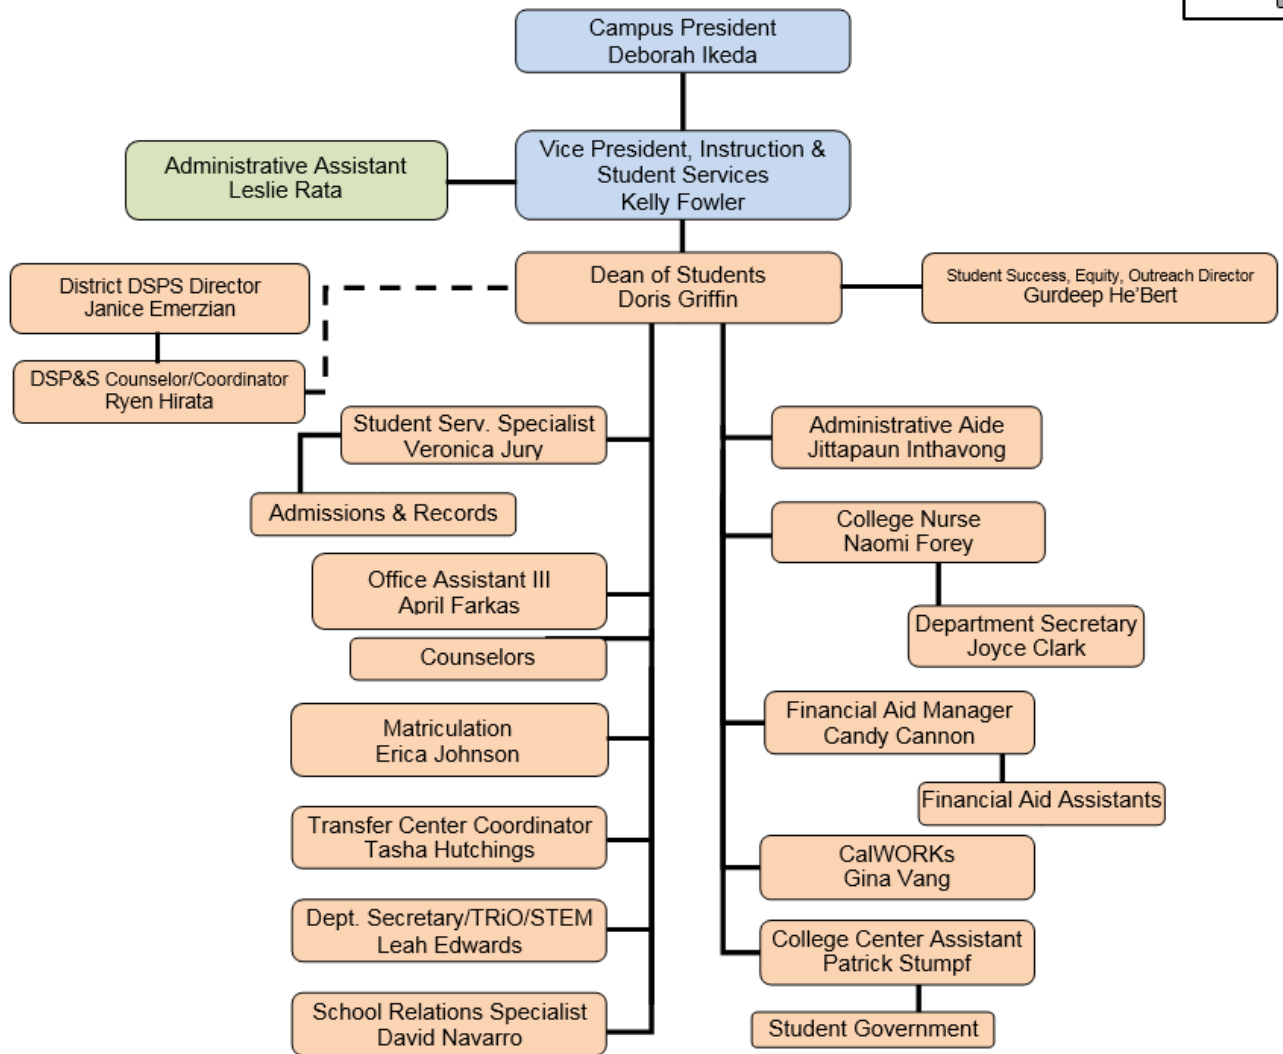 Campus President
Deborah Ikeda
Vice President, Instruction &
Student Services
Kelly Fowler
Administrative Assistant
Leslie Rata
Dean of Students
Doris Griffin
Student Success, Equity, Outreach Director
Gurdeep He'Bert
District DSPS Director
Janice Emerzian
DSP&S Counselor/Coordinator
Ryen Hirata
Student Serv. Specialist
Veronica Jury
Admissions & Records
Office Assistant III
April Farkas
Counselors
Matriculation
Erica Johnson
Transfer Center Coordinator
Tasha Hutchings
Dept. Secretary/TRiO/STEM
Leah Edwards
School Relations Specialist
David Navarro
Administrative Aide
Jittapaun Inthavong
College Nurse
Naomi Forey
Department Secretary
Joyce Clark
Financial Aid Manager
Candy Cannon
Financial Aid Assistants
CalWORKs
Gina Vang
College Center Assistant
Patrick Stumpf
Student Government